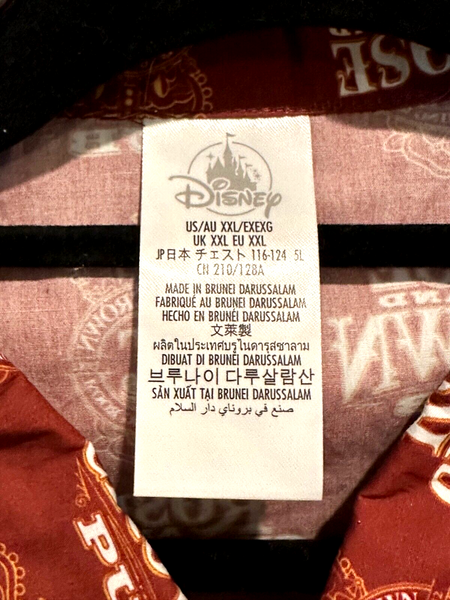 Disney
US/AU XXL/EXEXG
UK XXL EU XXL
JP日本 チェスト 116-124 5L
CN 210/128A
MADE IN BRUNEI DARUSSALAM
FABRIQUÉ AU BRUNEI DARUSSALAM
HECHO EN BRUNÉI DARUSSALAM
文萊製
ผลิตในประเทศบรูไนดารุสซาลาม
DIBUAT DI BRUNEI DARUSSALAM
브루나이 다루살람산
SẢN XUẤT TẠI BRUNEI DARUSSALAM
صنع في بروناي دار السلام